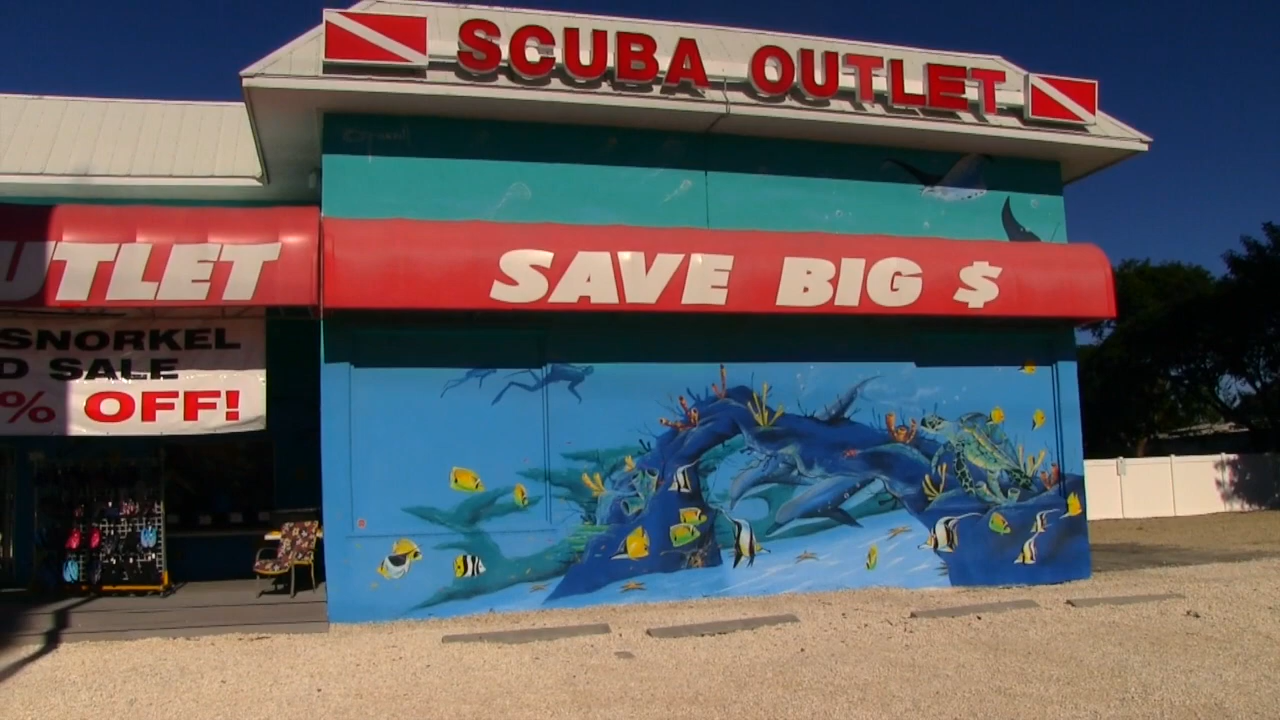 SCUBA OUTLET
UTLET
SAVE BIG $
SNORKEL
D SALE
% OFF!